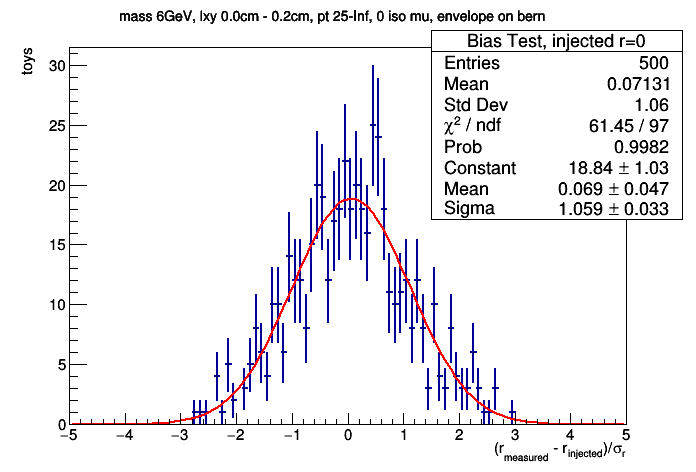 mass 6GeV, lxy 0.0cm - 0.2cm, pt 25-Inf, 0 iso mu, envelope on bern
Bias Test, injected r=0
Entries 500
Mean 0.07131
Std Dev 1.06
χ² / ndf 61.45 / 97
Prob 0.9982
Constant 18.84 ± 1.03
Mean 0.069 ± 0.047
Sigma 1.059 ± 0.033
toys
30
25
20
15
10
5
0
−5 −4 −3 −2 −1 0 1 2 3 4 5
(r_measured - r_injected)/σ_r